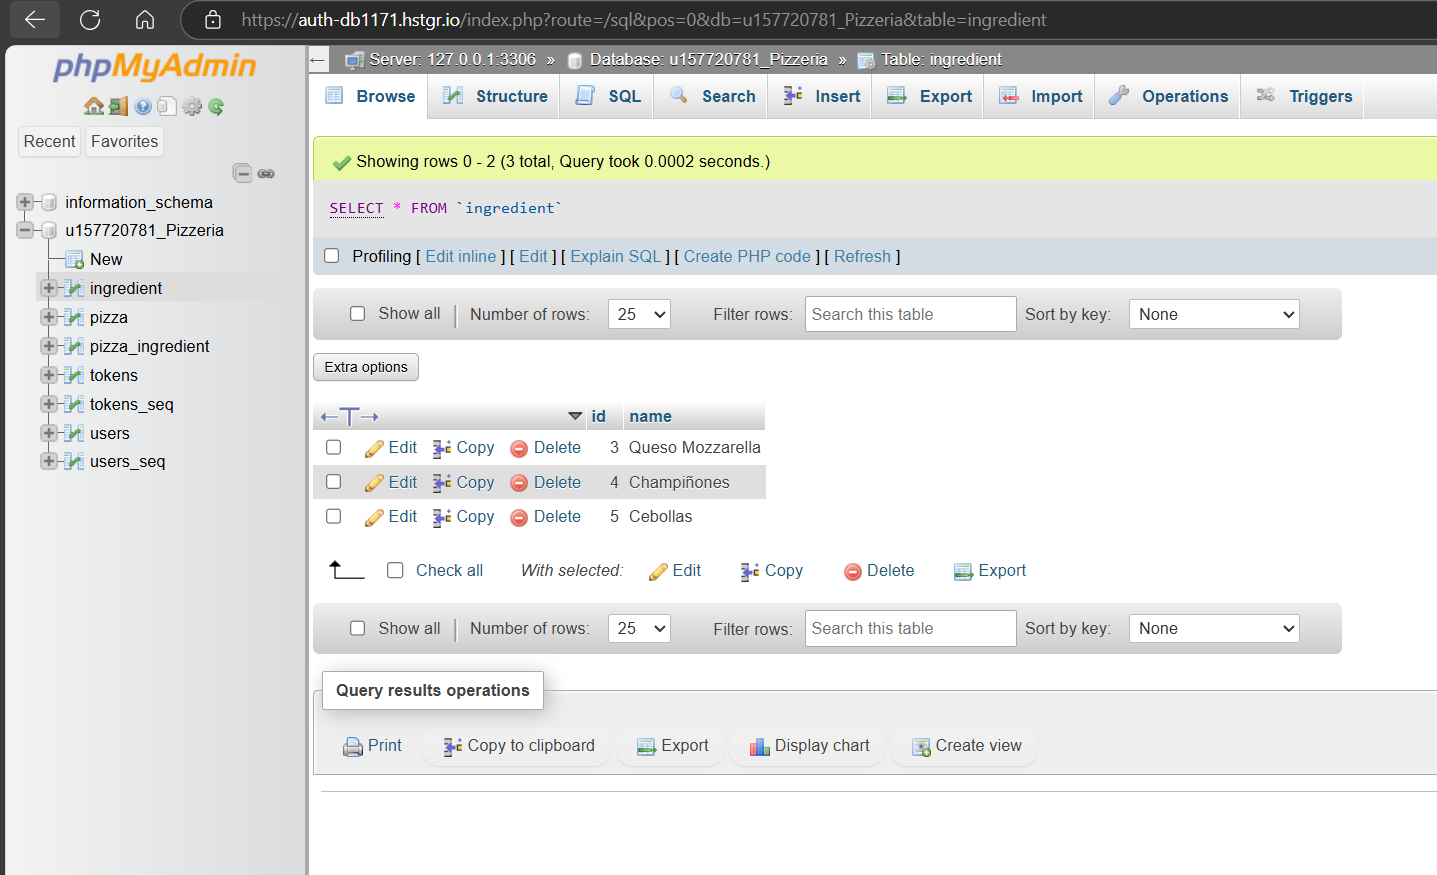 https://auth-db1171.hstgr.io/index.php?route=/sql&pos=0&db=u157720781_Pizzeria&table=ingredient
phpMyAdmin
Recent Favorites
information_schema
u157720781_Pizzeria
New
ingredient
pizza
pizza_ingredient
tokens
tokens_seq
users
users_seq
Server: 127.0.0.1:3306 » Database: u157720781_Pizzeria » Table: ingredient
Browse Structure SQL Search Insert Export Import Operations Triggers
Showing rows 0 - 2 (3 total, Query took 0.0002 seconds.)
SELECT * FROM `ingredient`
Profiling [ Edit inline ] [ Edit ] [ Explain SQL ] [ Create PHP code ] [ Refresh ]
Show all Number of rows: 25 Filter rows: Search this table Sort by key: None
Extra options
id name
Edit Copy Delete 3 Queso Mozzarella
Edit Copy Delete 4 Champiñones
Edit Copy Delete 5 Cebollas
Check all With selected: Edit Copy Delete Export
Show all Number of rows: 25 Filter rows: Search this table Sort by key: None
Query results operations
Print Copy to clipboard Export Display chart Create view